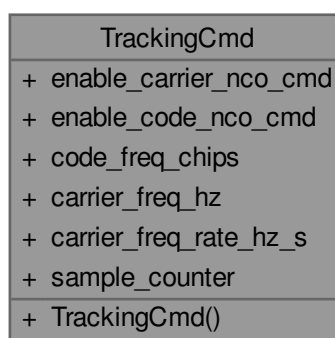 TrackingCmd
+ enable_carrier_nco_cmd
+ enable_code_nco_cmd
+ code_freq_chips
+ carrier_freq_hz
+ carrier_freq_rate_hz_s
+ sample_counter
+ TrackingCmd()